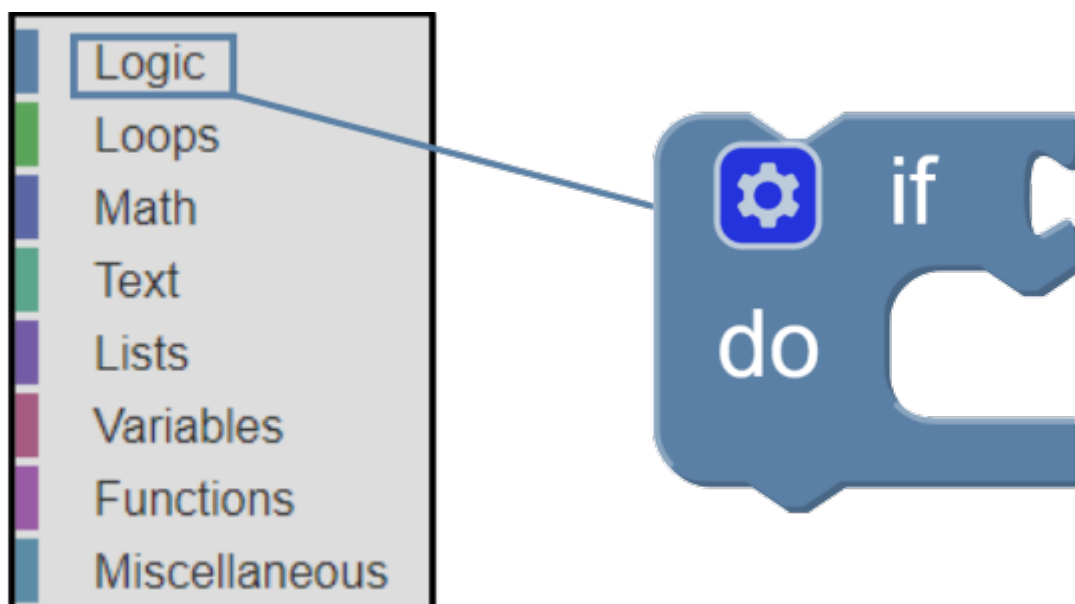 Logic
Loops
Math
Text
Lists
Variables
Functions
Miscellaneous
if
do